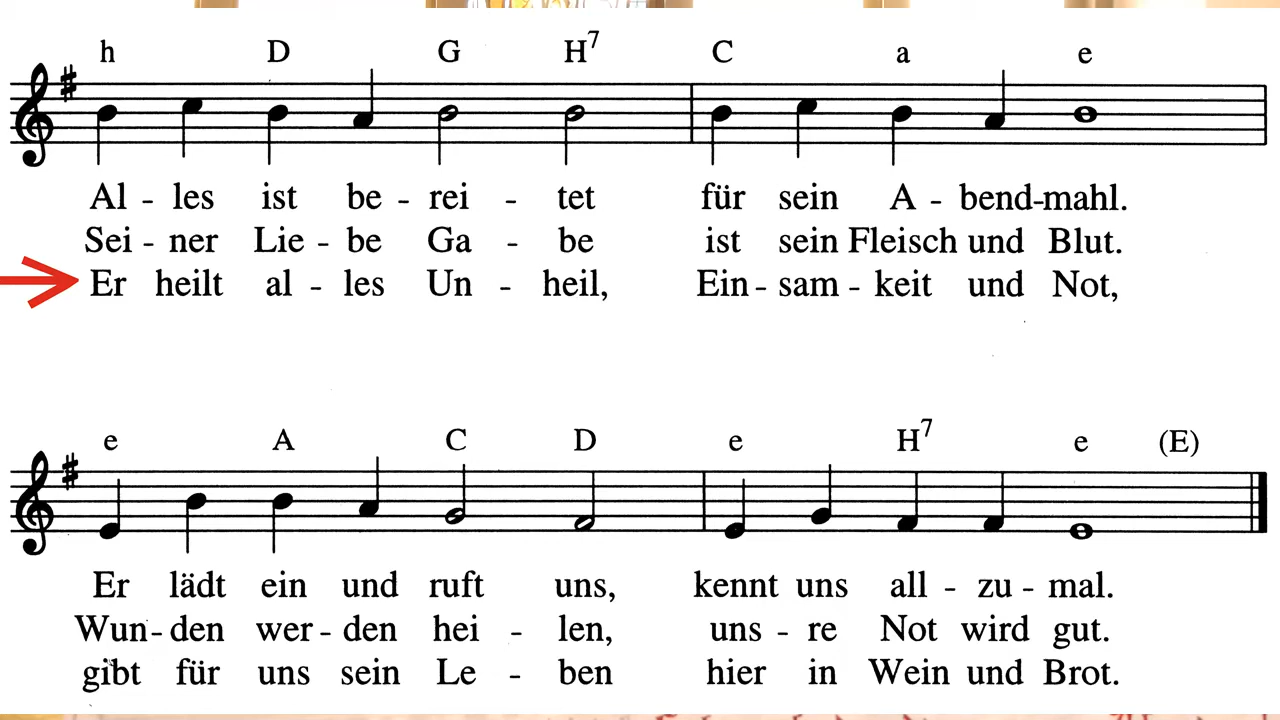 h D G H7 C a e
Al - les ist be - rei - tet für sein A - bend-mahl.
Sei - ner Lie - be Ga - be ist sein Fleisch und Blut.
Er heilt al - les Un - heil, Ein - sam - keit und Not,
e A C D e H7 e (E)
Er lädt ein und ruft uns, kennt uns all - zu - mal.
Wun - den wer - den hei - len, uns - re Not wird gut.
gibt für uns sein Le - ben hier in Wein und Brot.